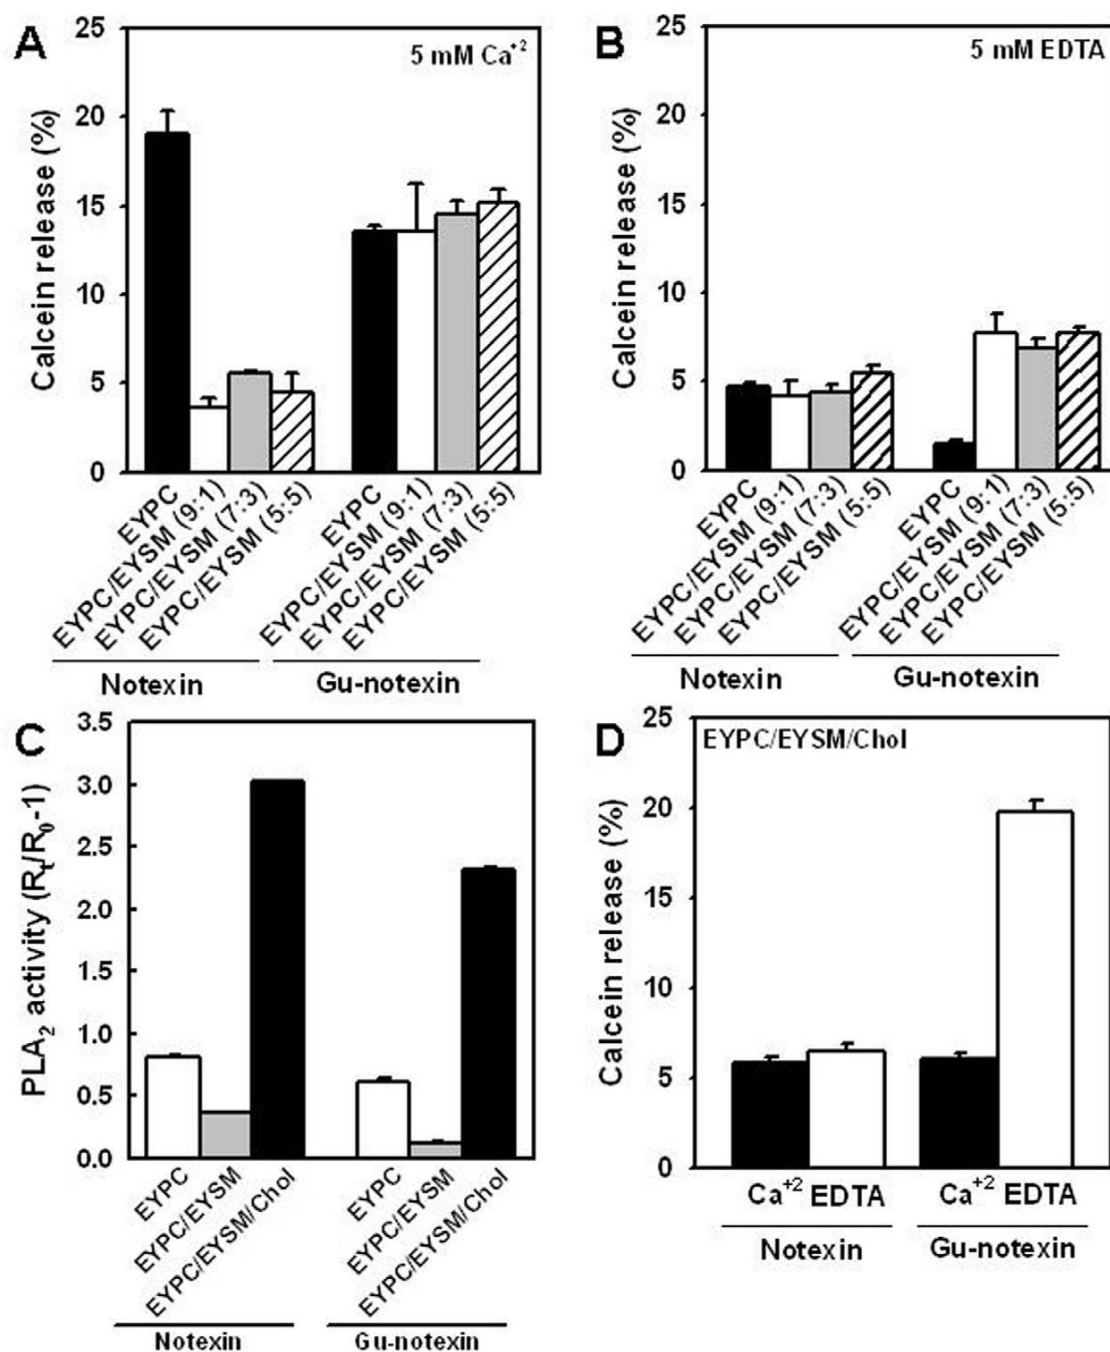 A
5 mM Ca+2
Calcein release (%)
25
20
15
10
5
0
EYPC
EYPC/EYSM (9:1)
EYPC/EYSM (7:3)
EYPC/EYSM (5:5)
EYPC
EYPC/EYSM (9:1)
EYPC/EYSM (7:3)
EYPC/EYSM (5:5)
Notexin
Gu-notexin
B
5 mM EDTA
Calcein release (%)
25
20
15
10
5
0
EYPC
EYPC/EYSM (9:1)
EYPC/EYSM (7:3)
EYPC/EYSM (5:5)
EYPC
EYPC/EYSM (9:1)
EYPC/EYSM (7:3)
EYPC/EYSM (5:5)
Notexin
Gu-notexin
C
PLA2 activity (Rt/R0-1)
3.5
3.0
2.5
2.0
1.5
1.0
0.5
0.0
EYPC
EYPC/EYSM
EYPC/EYSM/Chol
EYPC
EYPC/EYSM
EYPC/EYSM/Chol
Notexin
Gu-notexin
D
EYPC/EYSM/Chol
Calcein release (%)
25
20
15
10
5
0
Ca+2 EDTA
Ca+2 EDTA
Notexin
Gu-notexin